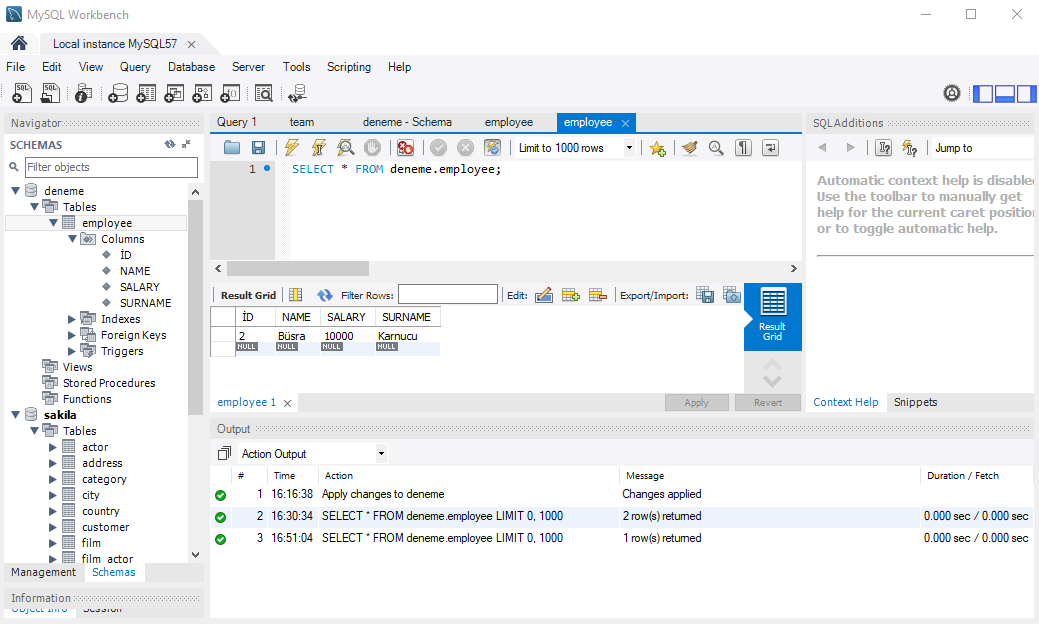 MySQL Workbench
Local instance MySQL57
File Edit View Query Database Server Tools Scripting Help
Navigator
SCHEMAS
Filter objects
deneme
Tables
employee
Columns
İD
NAME
SALARY
SURNAME
Indexes
Foreign Keys
Triggers
Views
Stored Procedures
Functions
sakila
Tables
actor
address
category
city
country
customer
film
film_actor
Management Schemas
Information
Object Info Session
Query 1 team deneme - Schema employee employee
Limit to 1000 rows
1 SELECT * FROM deneme.employee;
Result Grid Filter Rows: Edit: Export/Import:
İD NAME SALARY SURNAME
2 Büsra 10000 Karnucu
NULL NULL NULL NULL
Result Grid
employee 1
Apply Revert
SQLAdditions
Jump to
Automatic context help is disabled
Use the toolbar to manually get
help for the current caret position
or to toggle automatic help.
Context Help Snippets
Output
Action Output
# Time Action Message Duration / Fetch
1 16:16:38 Apply changes to deneme Changes applied
2 16:30:34 SELECT * FROM deneme.employee LIMIT 0, 1000 2 row(s) returned 0.000 sec / 0.000 sec
3 16:51:04 SELECT * FROM deneme.employee LIMIT 0, 1000 1 row(s) returned 0.000 sec / 0.000 sec